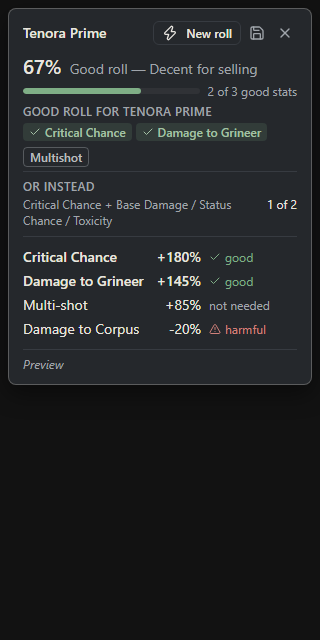 Tenora Prime New roll
67% Good roll — Decent for selling
2 of 3 good stats
GOOD ROLL FOR TENORA PRIME
Critical Chance Damage to Grineer
Multishot
OR INSTEAD
Critical Chance + Base Damage / Status 1 of 2
Chance / Toxicity
Critical Chance +180% good
Damage to Grineer +145% good
Multi-shot +85% not needed
Damage to Corpus -20% harmful
Preview